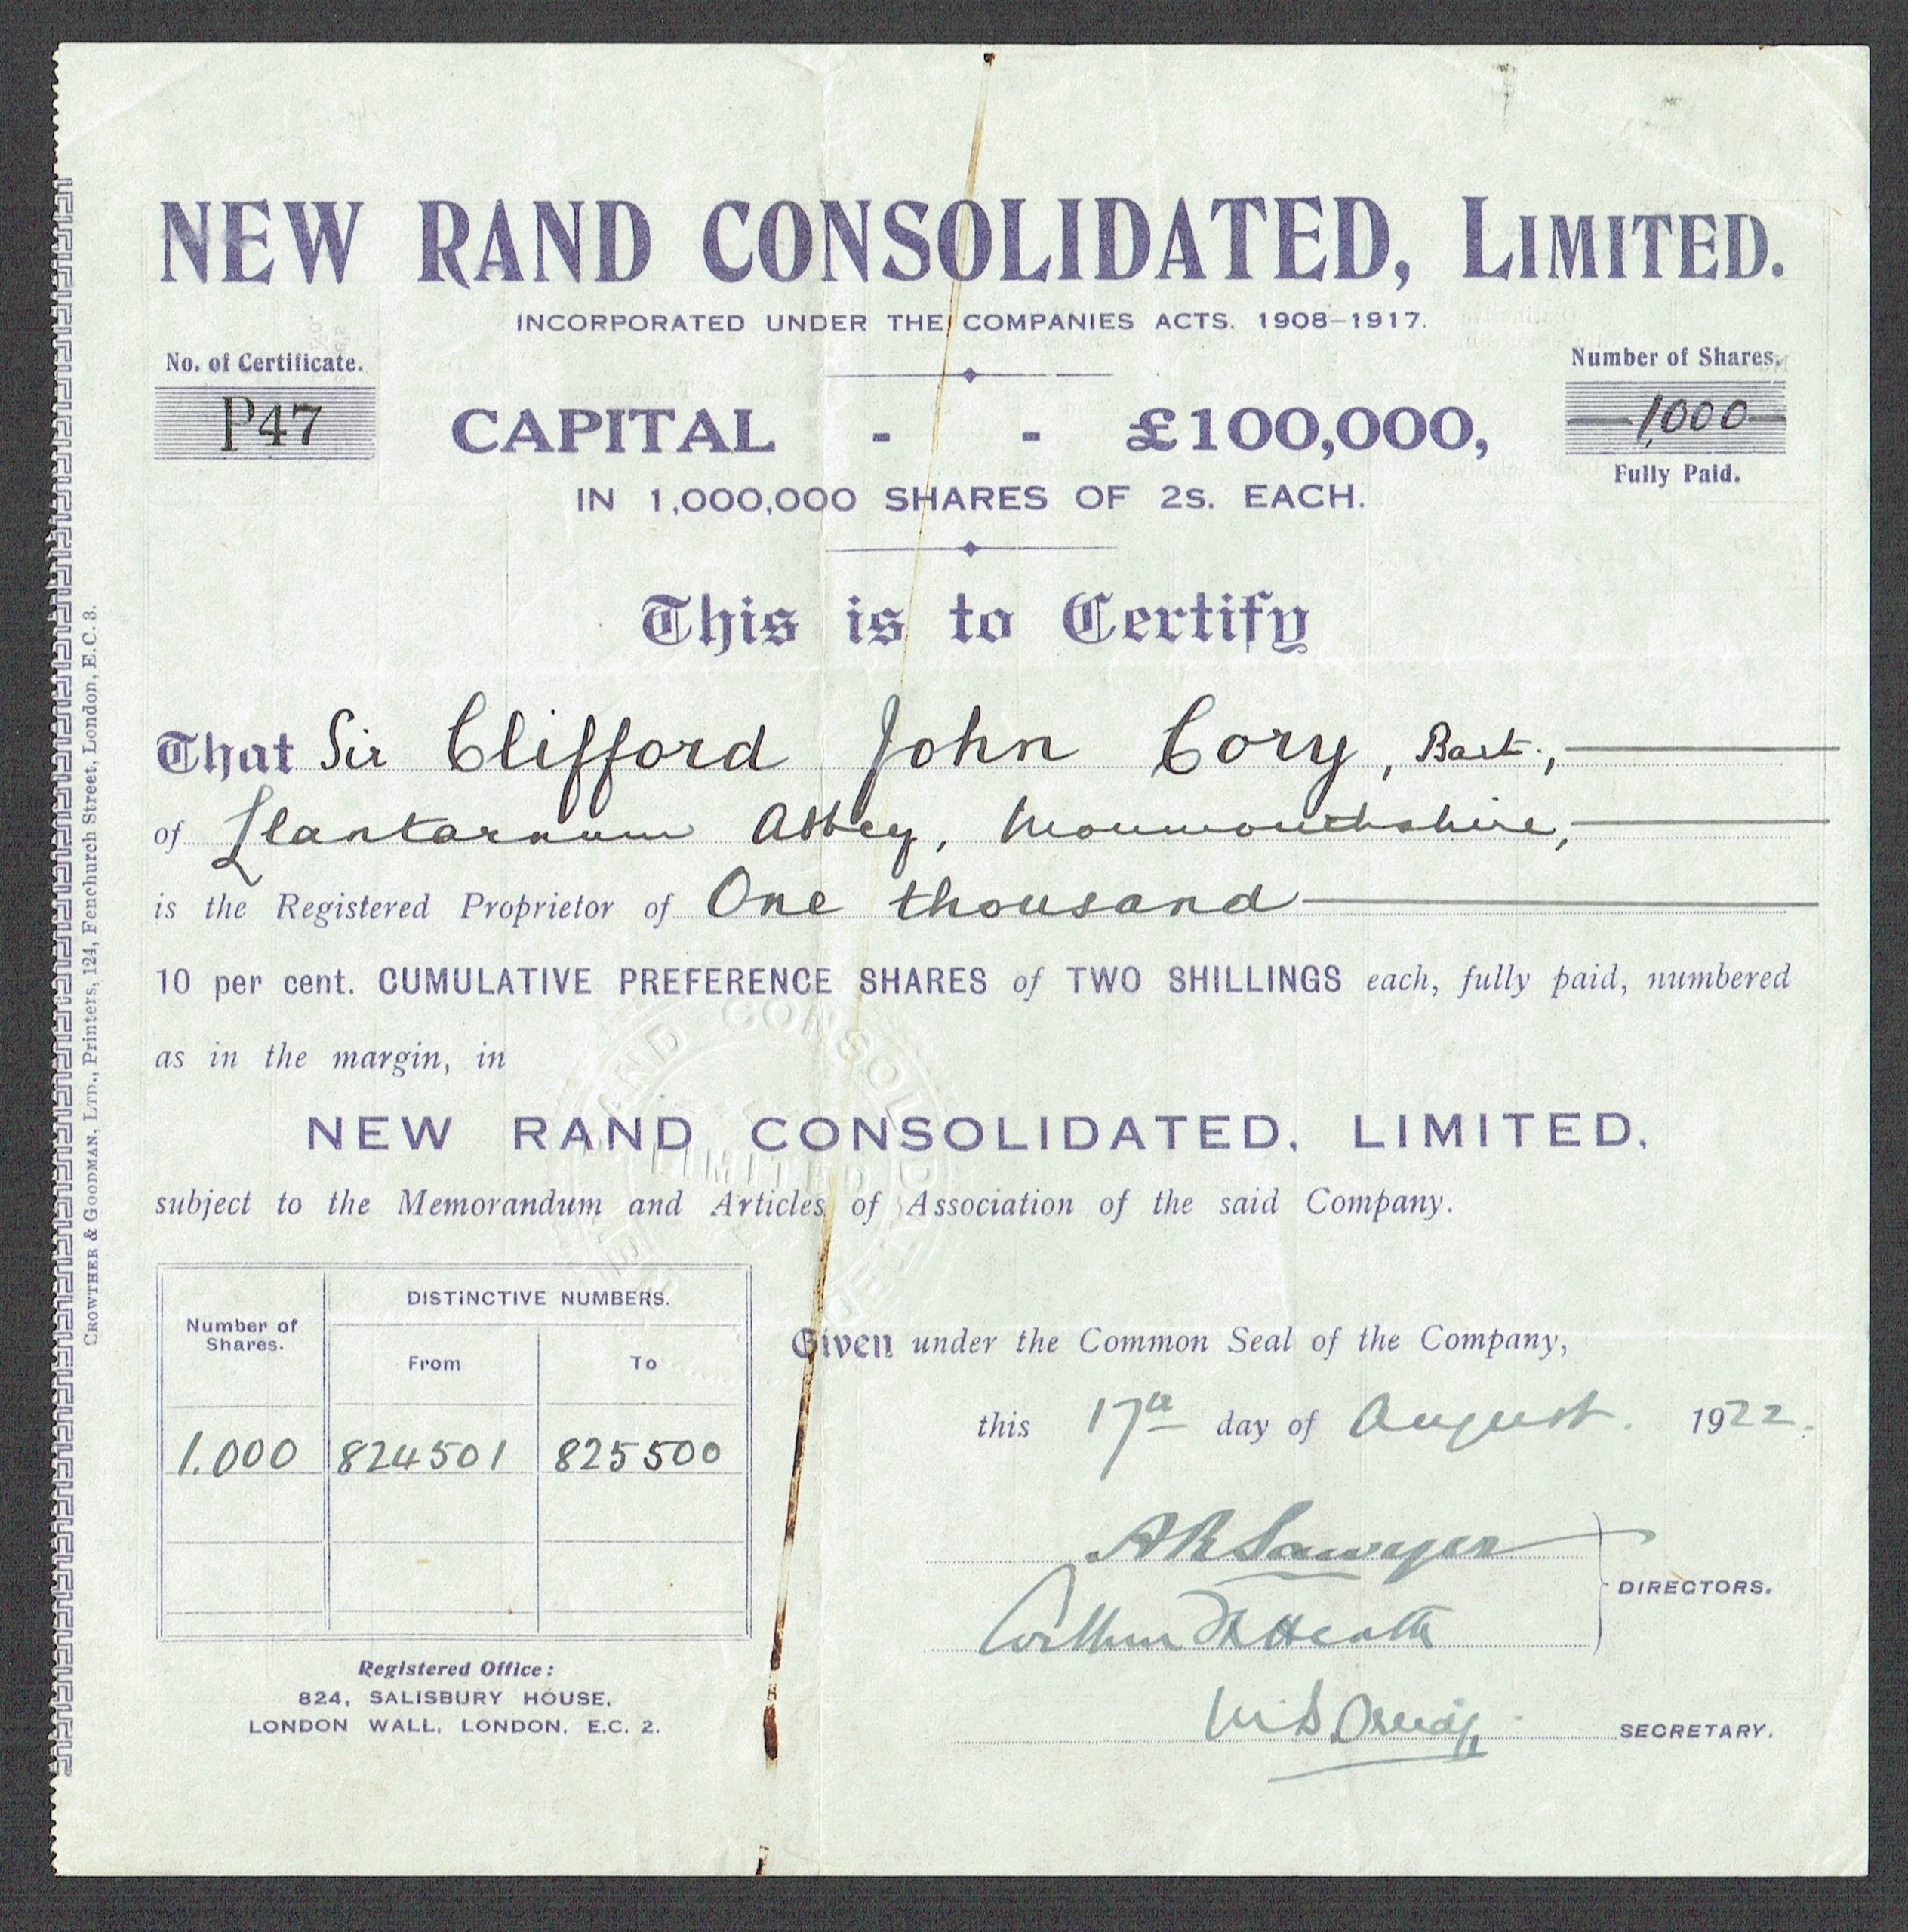 NEW RAND CONSOLIDATED, LIMITED.
INCORPORATED UNDER THE COMPANIES ACTS. 1908–1917.
No. of Certificate.
P47
Number of Shares.
1,000
Fully Paid.
CAPITAL - - £100,000,
IN 1,000,000 SHARES OF 2s. EACH.
This is to Certify
That Sir Clifford John Cory, Bart.,
of Llantarnum Abbey, Monmouthshire,
is the Registered Proprietor of One thousand
10 per cent. CUMULATIVE PREFERENCE SHARES of TWO SHILLINGS each, fully paid, numbered
as in the margin, in
NEW RAND CONSOLIDATED, LIMITED,
subject to the Memorandum and Articles of Association of the said Company.
Number of Shares.
DISTINCTIVE NUMBERS.
From To
1.000 824501 825500
Given under the Common Seal of the Company,
this 17th day of August. 1922.
A R Sawyer
DIRECTORS.
Heath
SECRETARY.
Registered Office:
824, SALISBURY HOUSE,
LONDON WALL, LONDON, E.C. 2.
CROWTHER & GOODMAN, LTD., Printers, 124, Fenchurch Street, London, E.C. 3.
NEW RAND CONSOLIDATED
LIMITED